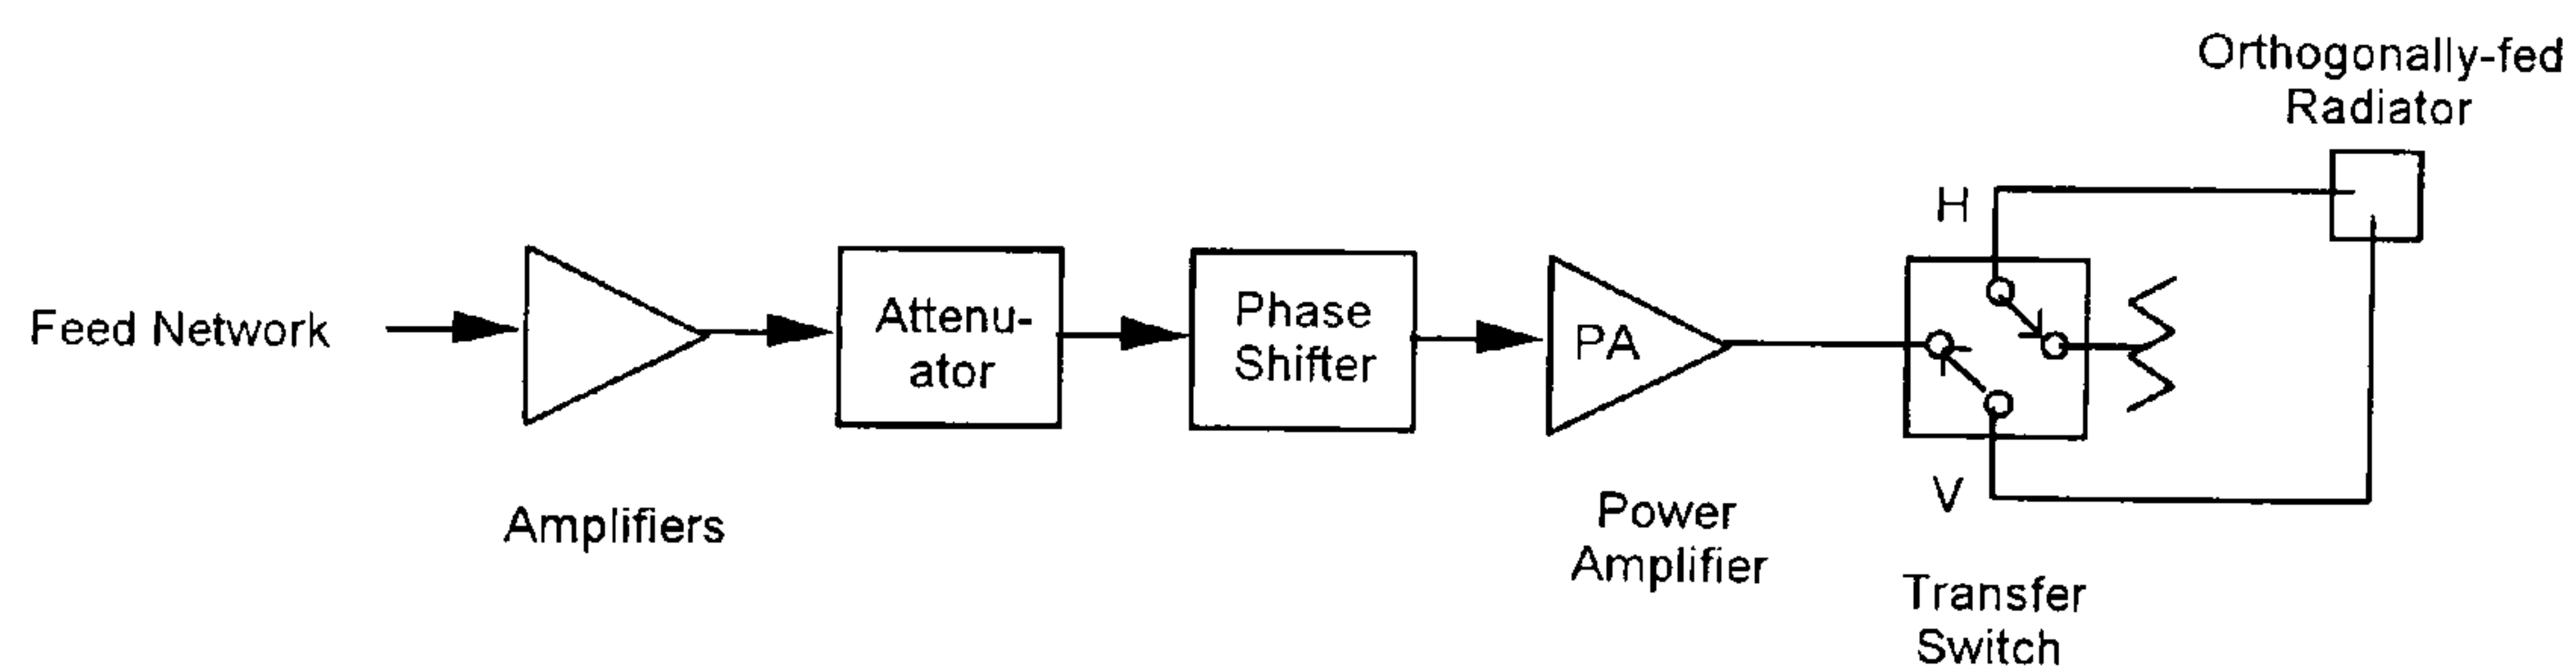 Orthogonally-fed
Radiator
H
Feed Network
Attenu-
ator
Phase
Shifter
PA
V
Amplifiers
Power
Amplifier
Transfer
Switch